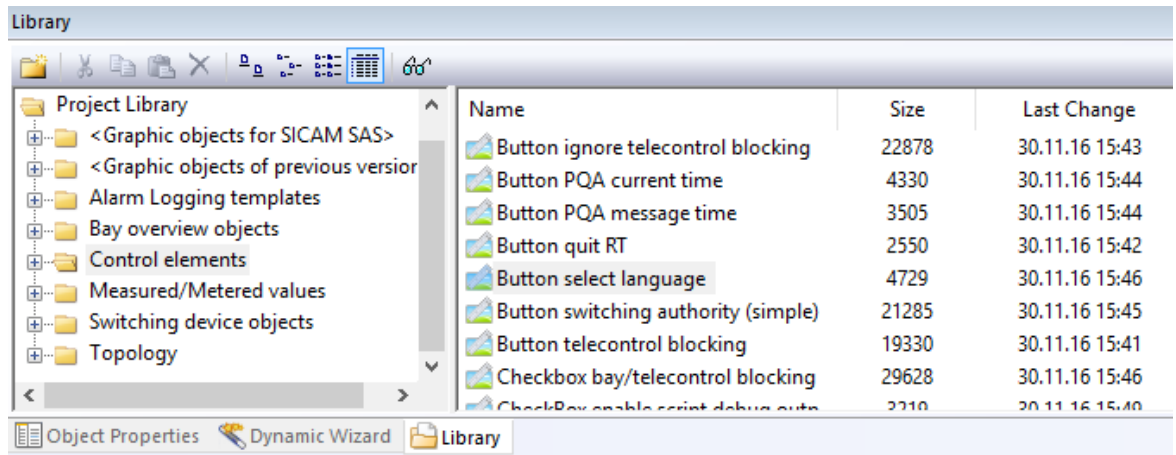 Library
Project Library
<Graphic objects for SICAM SAS>
<Graphic objects of previous version
Alarm Logging templates
Bay overview objects
Control elements
Measured/Metered values
Switching device objects
Topology
Name Size Last Change
Button ignore telecontrol blocking 22878 30.11.16 15:43
Button PQA current time 4330 30.11.16 15:44
Button PQA message time 3505 30.11.16 15:44
Button quit RT 2550 30.11.16 15:42
Button select language 4729 30.11.16 15:46
Button switching authority (simple) 21285 30.11.16 15:45
Button telecontrol blocking 19330 30.11.16 15:41
Checkbox bay/telecontrol blocking 29628 30.11.16 15:46
CheckBox enable script debug
Object Properties Dynamic Wizard Library